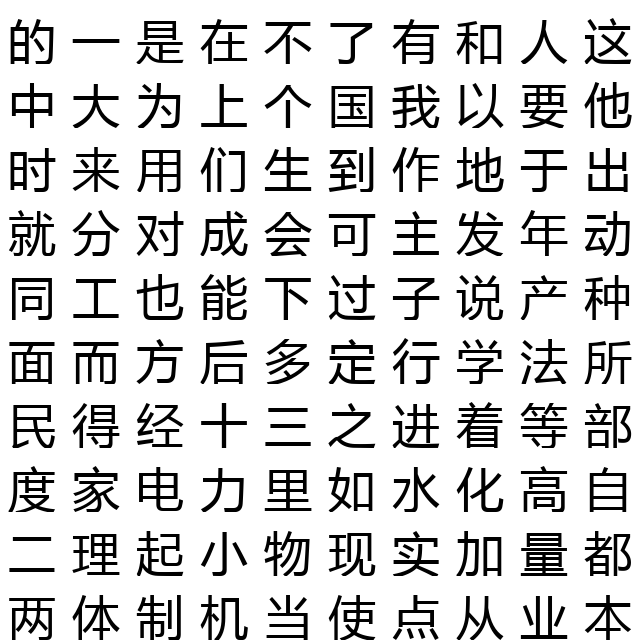 的一是在不了有和人这
中大为上个国我以要他
时来用们生到作地于出
就分对成会可主发年动
同工也能下过子说产种
面而方后多定行学法所
民得经十三之进着等部
度家电力里如水化高自
二理起小物现实加量都
两体制机当使点从业本